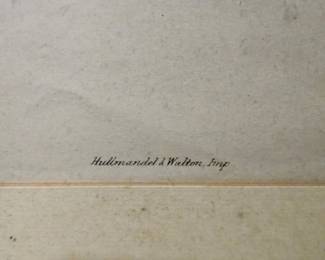 Hullmandel & Walton, Imp